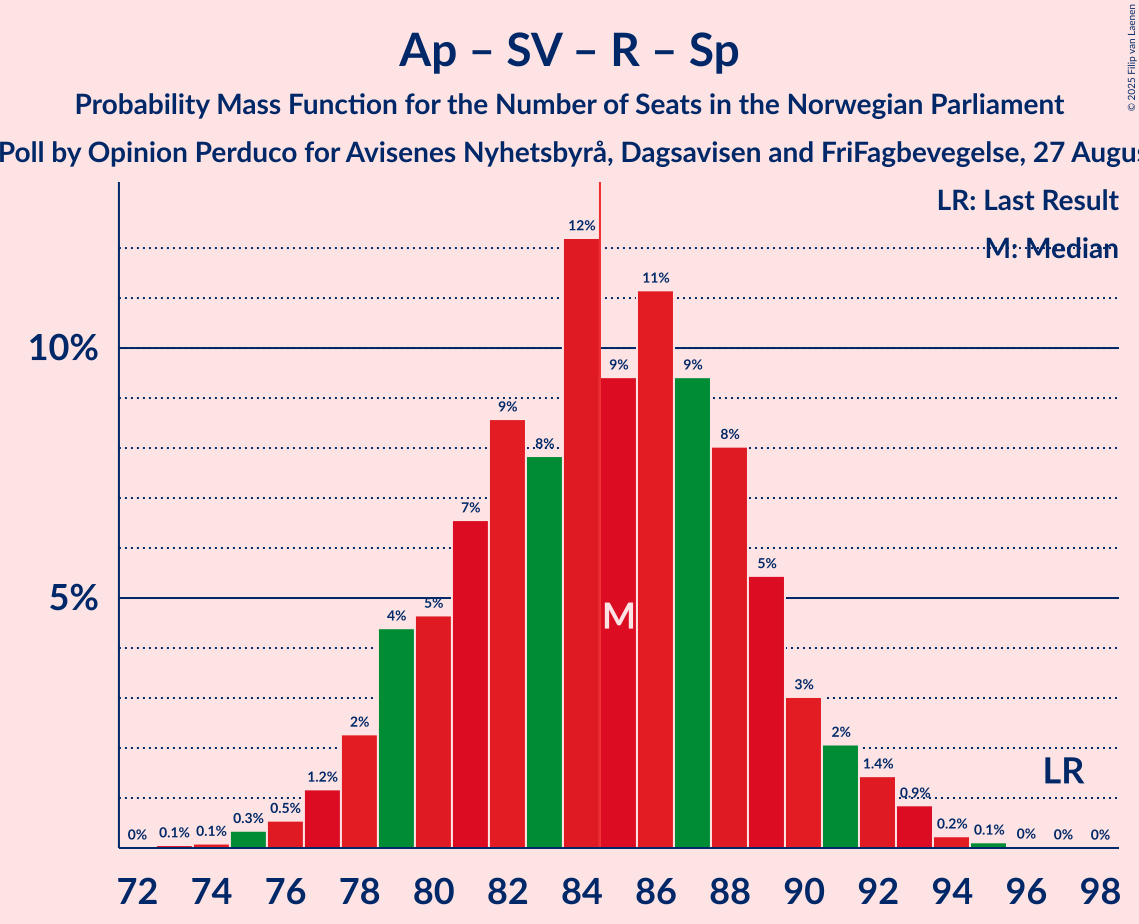 © 2025 Filip van Laenen
Ap – SV – R – Sp
Probability Mass Function for the Number of Seats in the Norwegian Parliament
Poll by Opinion Perduco for Avisenes Nyhetsbyrå, Dagsavisen and FriFagbevegelse, 27 Augus
LR: Last Result
M: Median
10%
5%
0% 0.1% 0.1% 0.3% 0.5% 1.2% 2% 4% 5% 7% 9% 8% 12% 9% 11% 9% 8% 5% 3% 2% 1.4% 0.9% 0.2% 0.1% 0% 0% 0%
M
LR
72 74 76 78 80 82 84 86 88 90 92 94 96 98